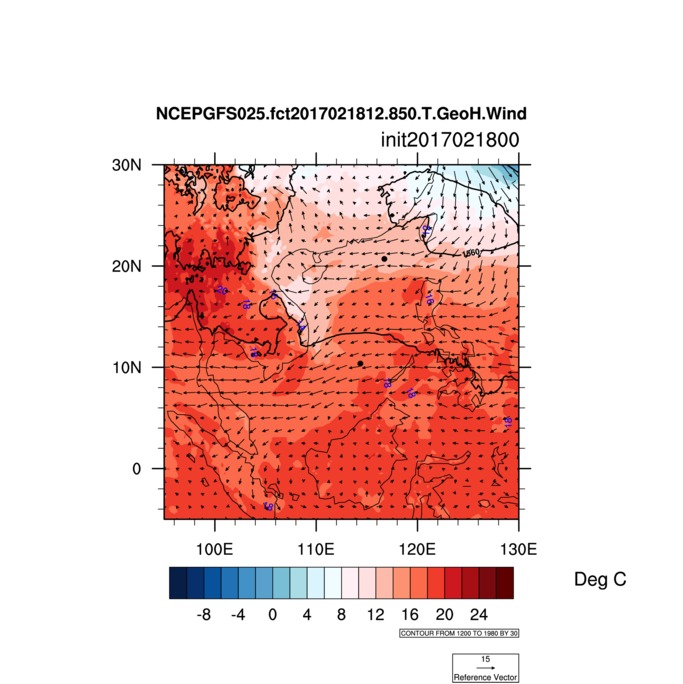 NCEPGFS025.fct2017021812.850.T.GeoH.Wind
init2017021800
30N
20N
10N
0
100E
110E
120E
130E
-8
-4
0
4
8
12
16
20
24
Deg C
CONTOUR FROM 1200 TO 1980 BY 30
15
Reference Vector